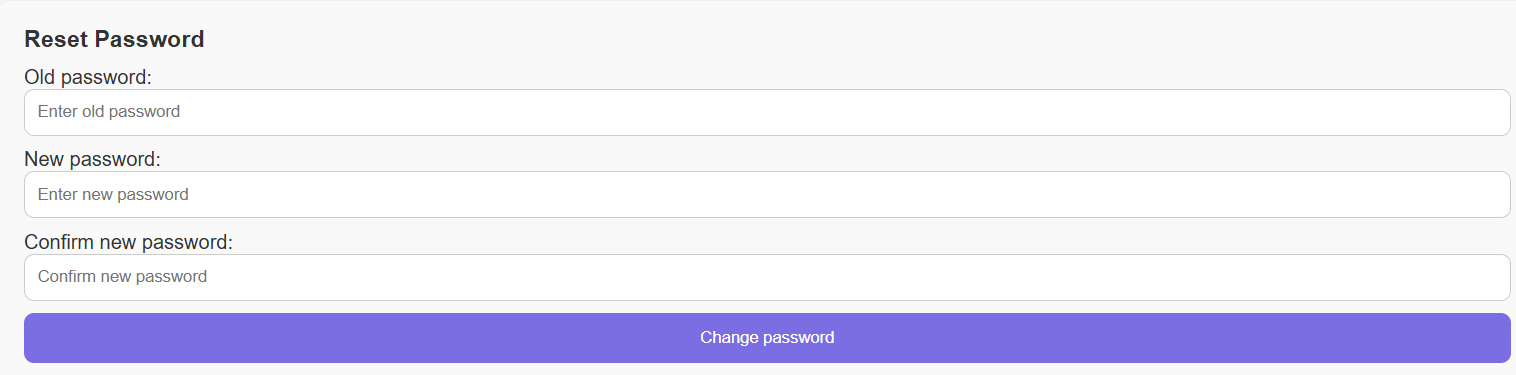 Reset Password
Old password:
Enter old password
New password:
Enter new password
Confirm new password:
Confirm new password
Change password